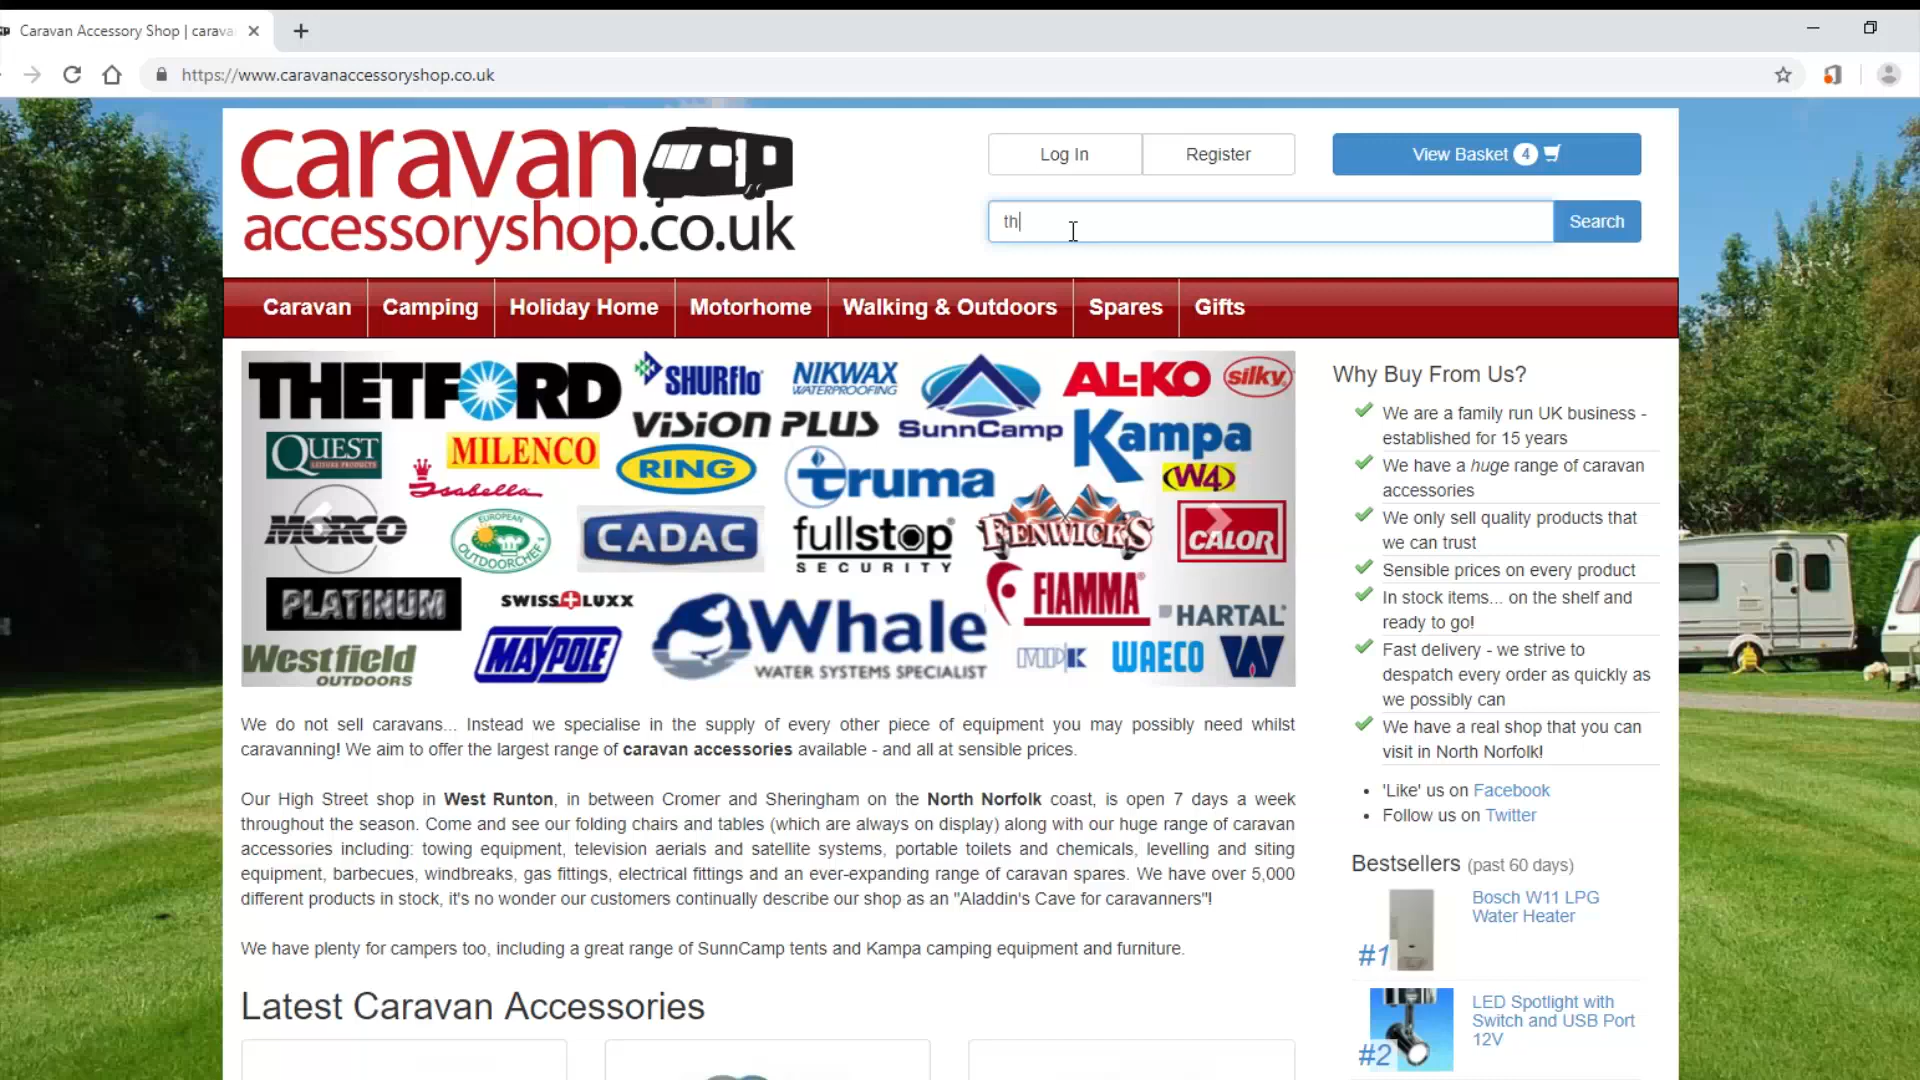 Caravan Accessory Shop | carava
https://www.caravanaccessoryshop.co.uk
caravan
accessoryshop.co.uk
Log In
Register
View Basket 4
th
Search
Caravan
Camping
Holiday Home
Motorhome
Walking & Outdoors
Spares
Gifts
THETFORD
SHURflo
NIKWAX
WATERPROOFING
SunnCamp
AL-KO
silky
VISION PLUS
Kampa
QUEST
LEISURE PRODUCTS
MILENCO
Isabella
RING
truma
W4
MORCO
EUROPEAN
OUTDOORCHEF
CADAC
fullstop
SECURITY
FENWICK'S
CALOR
PLATINUM
SWISS LUXX
Whale
WATER SYSTEMS SPECIALIST
FIAMMA
HARTAL
Westfield
OUTDOORS
MAYPOLE
MPK
WAECO
Why Buy From Us?
We are a family run UK business -
established for 15 years
We have a huge range of caravan
accessories
We only sell quality products that
we can trust
Sensible prices on every product
In stock items... on the shelf and
ready to go!
Fast delivery - we strive to
despatch every order as quickly as
we possibly can
We have a real shop that you can
visit in North Norfolk!
'Like' us on Facebook
Follow us on Twitter
Bestsellers (past 60 days)
#1
Bosch W11 LPG
Water Heater
#2
LED Spotlight with
Switch and USB Port
12V
We do not sell caravans... Instead we specialise in the supply of every other piece of equipment you may possibly need whilst
caravanning! We aim to offer the largest range of caravan accessories available - and all at sensible prices.
Our High Street shop in West Runton, in between Cromer and Sheringham on the North Norfolk coast, is open 7 days a week
throughout the season. Come and see our folding chairs and tables (which are always on display) along with our huge range of caravan
accessories including: towing equipment, television aerials and satellite systems, portable toilets and chemicals, levelling and siting
equipment, barbecues, windbreaks, gas fittings, electrical fittings and an ever-expanding range of caravan spares. We have over 5,000
different products in stock, it's no wonder our customers continually describe our shop as an "Aladdin's Cave for caravanners"!
We have plenty for campers too, including a great range of SunnCamp tents and Kampa camping equipment and furniture.
Latest Caravan Accessories